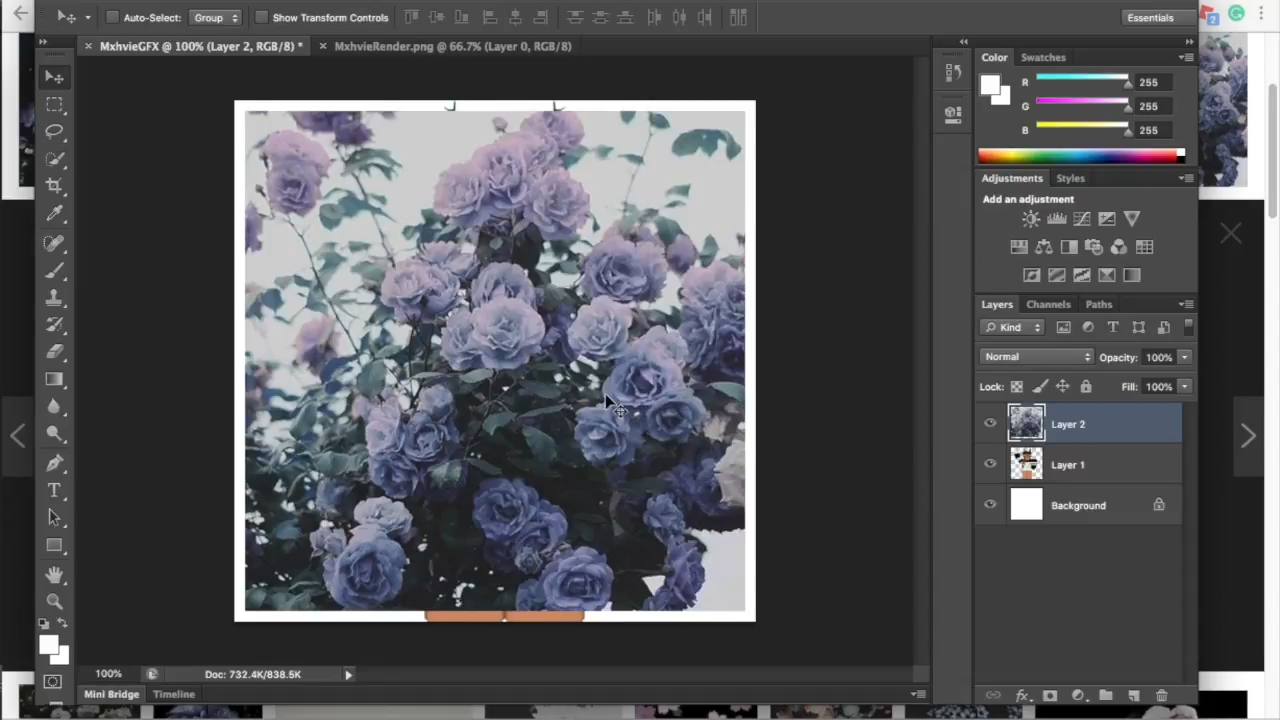 Auto-Select: Group Show Transform Controls Essentials
2
MxhvieGFX @ 100% (Layer 2, RGB/8) * MxhvieRender.png @ 66.7% (Layer 0, RGB/8)
Color Swatches
R 255
G 255
B 255
Adjustments Styles
Add an adjustment
Layers Channels Paths
Kind
Normal Opacity: 100%
Lock: Fill: 100%
Layer 2
Layer 1
Background
100% Doc: 732.4K/838.5K
Mini Bridge Timeline